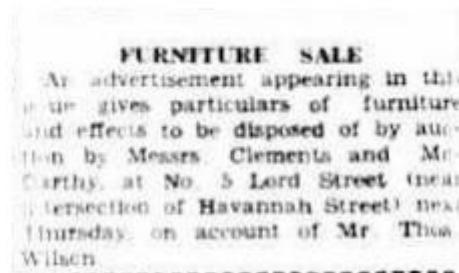 FURNITURE SALE
An advertisement appearing in this
issue gives particulars of furniture
and effects to be disposed of by auc-
tion by Messrs. Clements and Mc-
Carthy, at No. 5 Lord Street (near
intersection of Havannah Street) next
Thursday, on account of Mr. Thos.
Wilson.